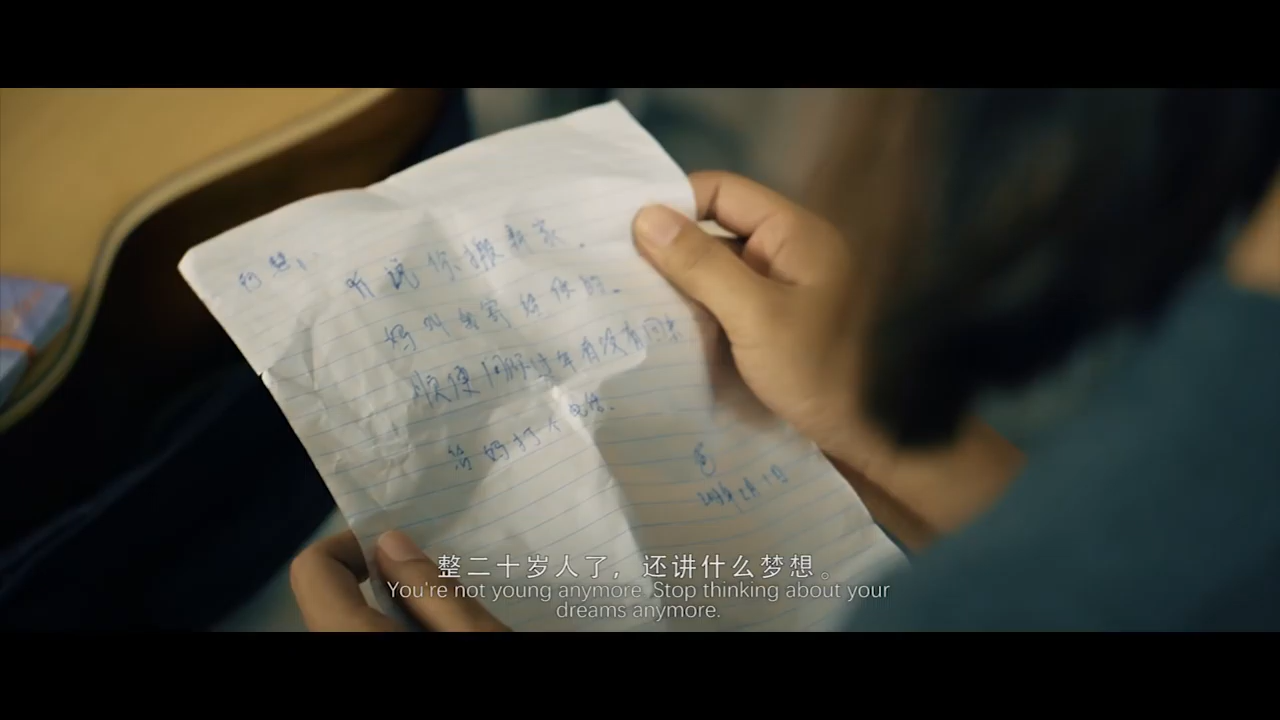 听说你搬新家，
妈叫我寄给你的。
顺便问你过年有没有回来
给妈打个电话.
爸
整二十岁人了，还讲什么梦想。
You're not young anymore. Stop thinking about your
dreams anymore.